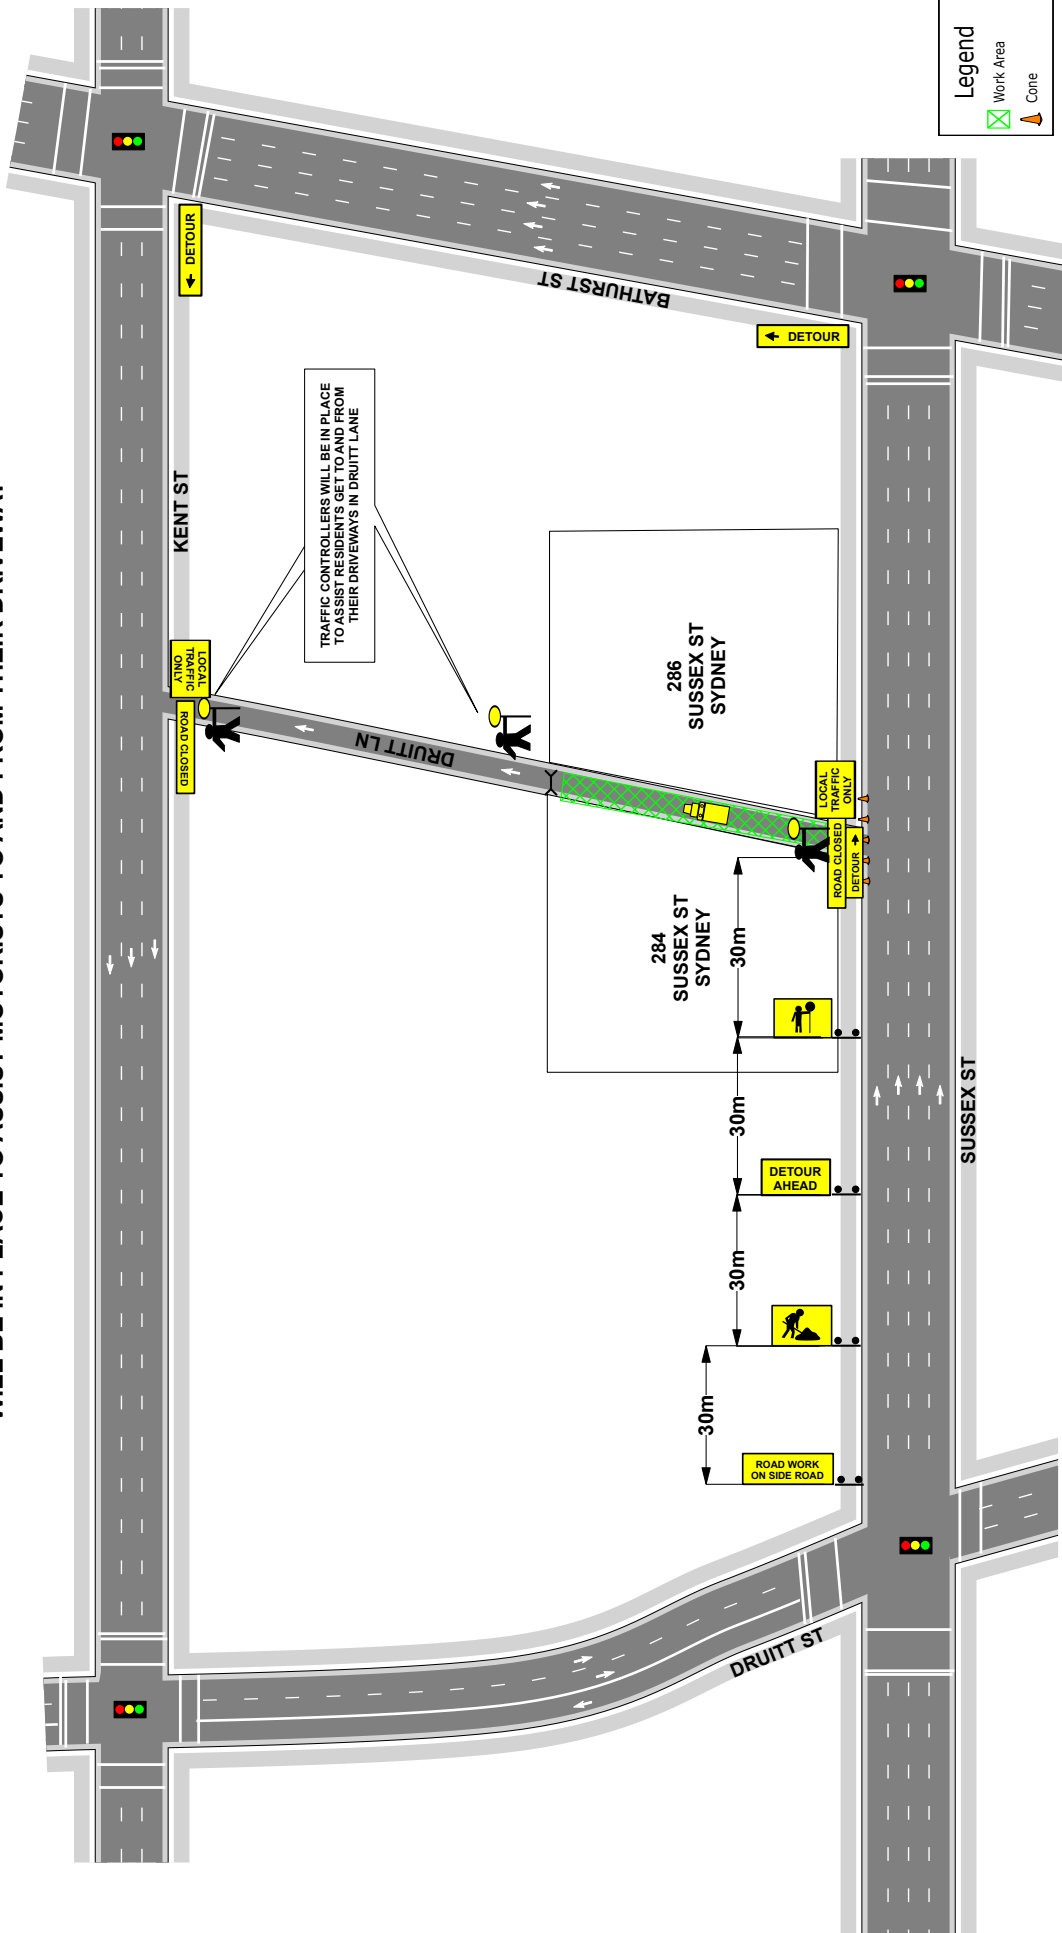 KENT ST
DETOUR
BATHURST ST
DETOUR
TRAFFIC CONTROLLERS WILL BE IN PLACE
TO ASSIST RESIDENTS GET TO AND FROM
THEIR DRIVEWAYS IN DRUITT LANE
LOCAL
TRAFFIC
ONLY
ROAD CLOSED
DRUITT LN
286
SUSSEX ST
SYDNEY
284
SUSSEX ST
SYDNEY
LOCAL
TRAFFIC
ONLY
ROAD CLOSED
DETOUR
30m
30m
30m
30m
DETOUR
AHEAD
ROAD WORK
ON SIDE ROAD
DRUITT ST
SUSSEX ST
Legend
Work Area
Cone